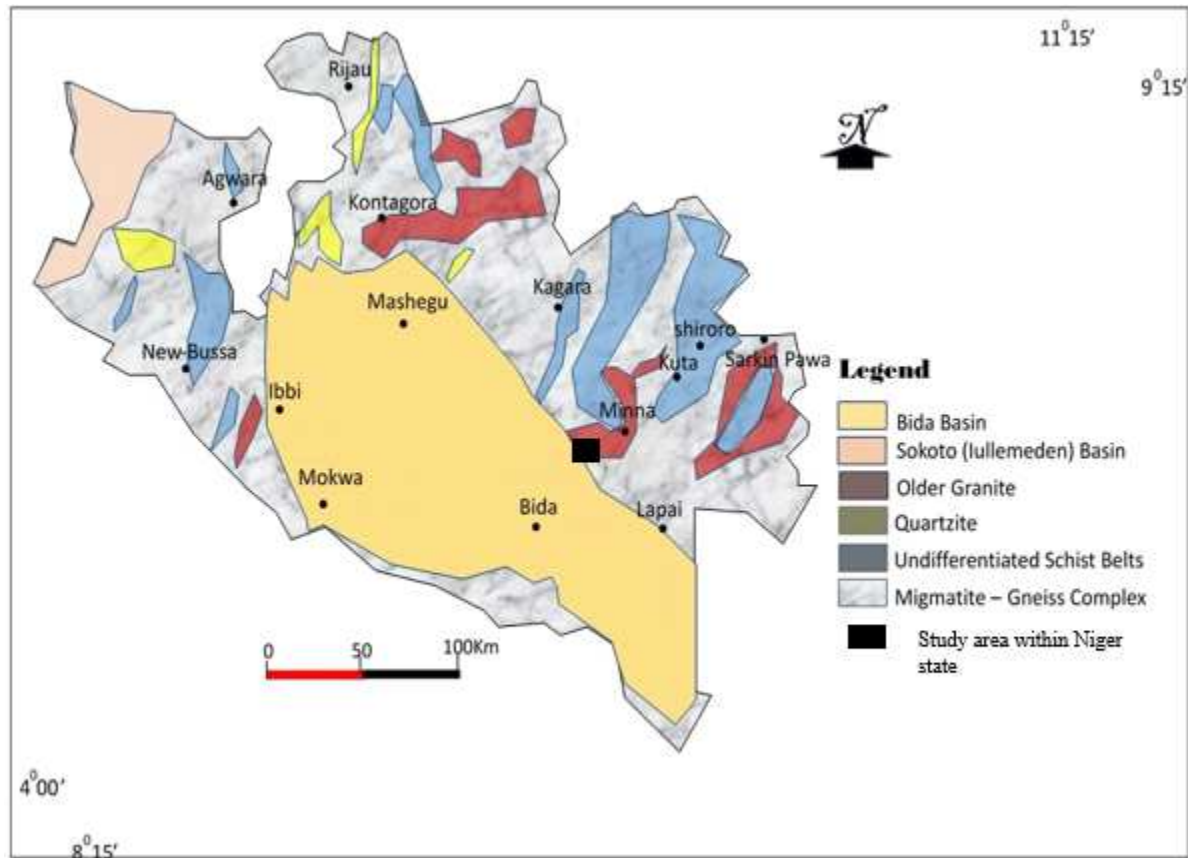 11⁰15'
9⁰15'
Rijau
N
Agwara
Kontagora
Kagara
Mashegu
shiroro
New-Bussa
Kuta
Sarkin Pawa
Ibbi
Minna
Mokwa
Bida
Lapai
Legend
Bida Basin
Sokoto (Iullemeden) Basin
Older Granite
Quartzite
Undifferentiated Schist Belts
Migmatite – Gneiss Complex
Study area within Niger
state
0 50 100Km
4⁰00'
8⁰15'